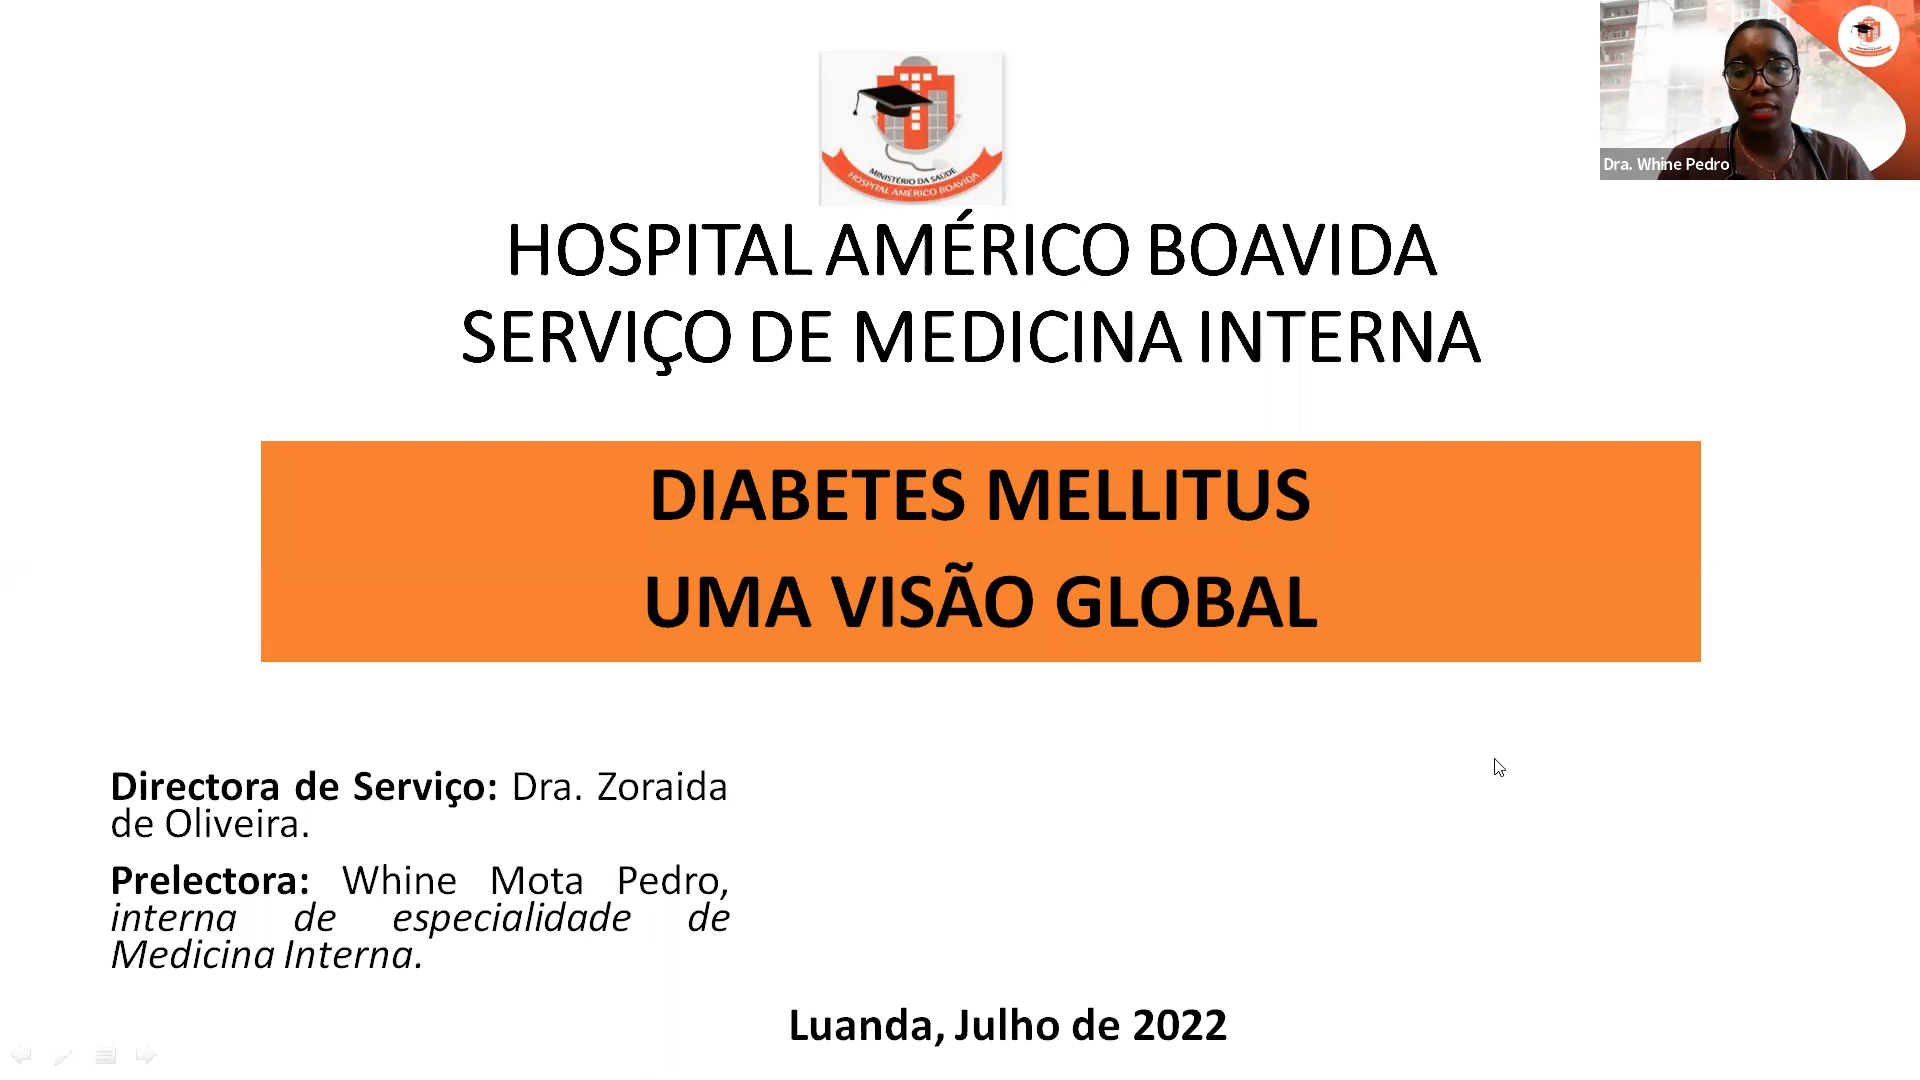 MINISTÉRIO DA SAÚDE
HOSPITAL AMÉRICO BOAVIDA
Dra. Whine Pedro
HOSPITAL AMÉRICO BOAVIDA
SERVIÇO DE MEDICINA INTERNA
DIABETES MELLITUS
UMA VISÃO GLOBAL
Directora de Serviço: Dra. Zoraida
de Oliveira.
Prelectora: Whine Mota Pedro,
interna de especialidade de
Medicina Interna.
Luanda, Julho de 2022